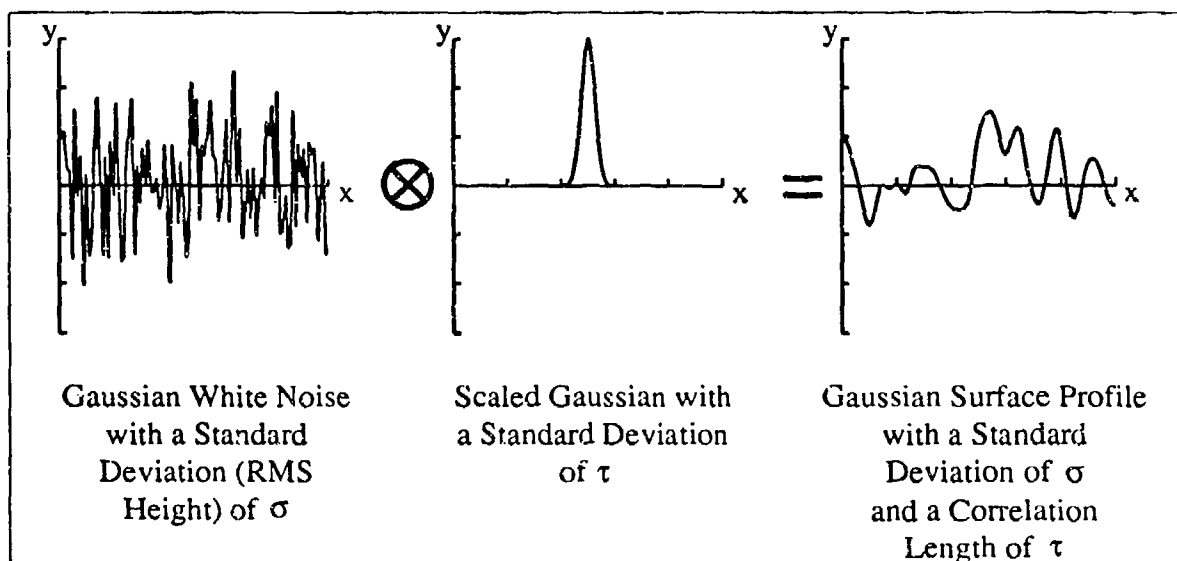 y
x
y
x
y
x
Gaussian White Noise
with a Standard
Deviation (RMS
Height) of σ
Scaled Gaussian with
a Standard Deviation
of τ
Gaussian Surface Profile
with a Standard
Deviation of σ
and a Correlation
Length of τ